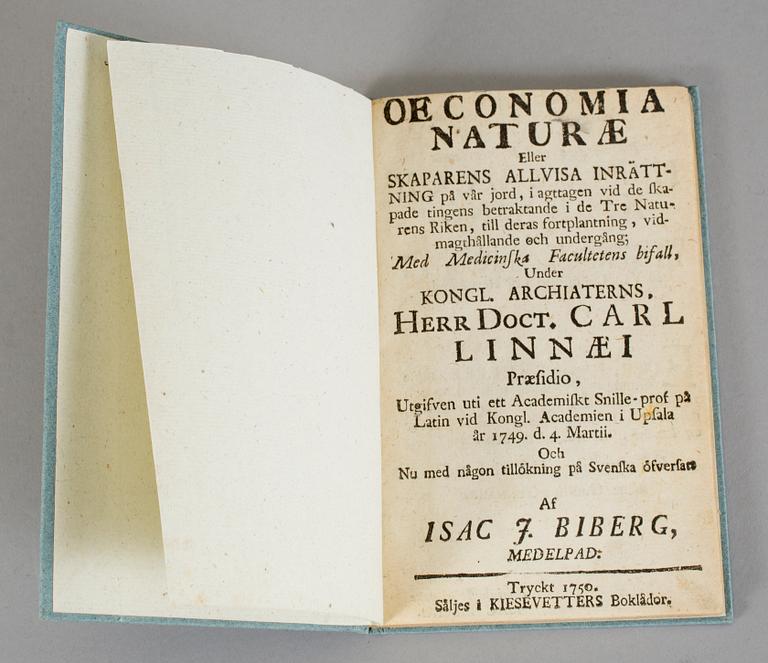 OECONOMIA
NATURÆ
Eller
SKAPARENS ALLVISA INRÄTT-
NING på vår jord, i agttagen vid de ſka-
pade tingens betraktande i de Tre Natu-
rens Riken, till deras fortplantning, vid-
magthållande och undergång;
Med Medicinſka Facultetens bifall,
Under
KONGL. ARCHIATERNS,
HERR DOCT. CARL
LINNÆI
Præſidio,
Utgifven uti ett Academiſkt Snille-prof på
Latin vid Kongl. Academien i Upſala
år 1749. d. 4. Martii.
Och
Nu med någon tillökning på Svenſka öfverſatt
Af
ISAC J. BIBERG,
MEDELPAD:
Tryckt 1750.
Såljes i KIESEVETTERS Boklådor.